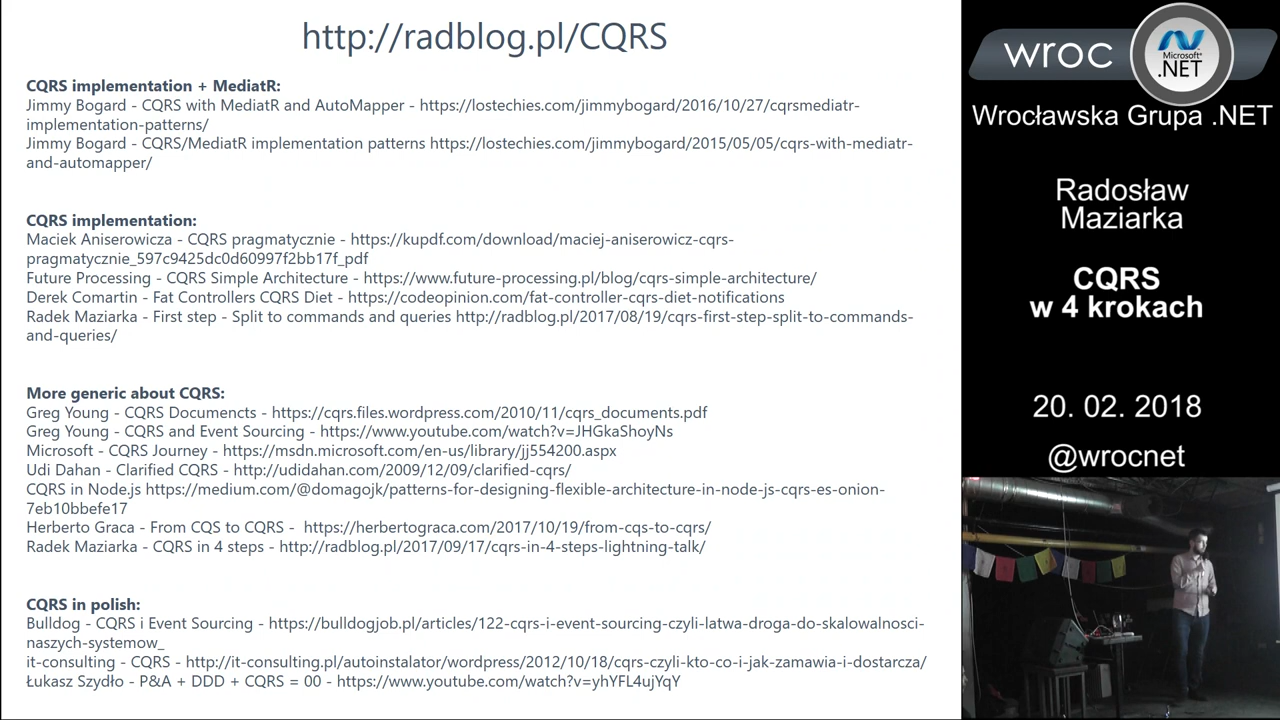 http://radblog.pl/CQRS
CQRS implementation + MediatR:
Jimmy Bogard - CQRS with MediatR and AutoMapper - https://lostechies.com/jimmybogard/2016/10/27/cqrsmediatr-
implementation-patterns/
Jimmy Bogard - CQRS/MediatR implementation patterns https://lostechies.com/jimmybogard/2015/05/05/cqrs-with-mediatr-
and-automapper/
CQRS implementation:
Maciek Aniserowicza - CQRS pragmatycznie - https://kupdf.com/download/maciej-aniserowicz-cqrs-
pragmatycznie_597c9425dc0d60997f2bb17f_pdf
Future Processing - CQRS Simple Architecture - https://www.future-processing.pl/blog/cqrs-simple-architecture/
Derek Comartin - Fat Controllers CQRS Diet - https://codeopinion.com/fat-controller-cqrs-diet-notifications
Radek Maziarka - First step - Split to commands and queries http://radblog.pl/2017/08/19/cqrs-first-step-split-to-commands-
and-queries/
More generic about CQRS:
Greg Young - CQRS Documencts - https://cqrs.files.wordpress.com/2010/11/cqrs_documents.pdf
Greg Young - CQRS and Event Sourcing - https://www.youtube.com/watch?v=JHGkaShoyNs
Microsoft - CQRS Journey - https://msdn.microsoft.com/en-us/library/jj554200.aspx
Udi Dahan - Clarified CQRS - http://udidahan.com/2009/12/09/clarified-cqrs/
CQRS in Node.js https://medium.com/@domagojk/patterns-for-designing-flexible-architecture-in-node-js-cqrs-es-onion-
7eb10bbefe17
Herberto Graca - From CQS to CQRS -  https://herbertograca.com/2017/10/19/from-cqs-to-cqrs/
Radek Maziarka - CQRS in 4 steps - http://radblog.pl/2017/09/17/cqrs-in-4-steps-lightning-talk/
CQRS in polish:
Bulldog - CQRS i Event Sourcing - https://bulldogjob.pl/articles/122-cqrs-i-event-sourcing-czyli-latwa-droga-do-skalowalnosci-
naszych-systemow_
it-consulting - CQRS - http://it-consulting.pl/autoinstalator/wordpress/2012/10/18/cqrs-czyli-kto-co-i-jak-zamawia-i-dostarcza/
Łukasz Szydło - P&A + DDD + CQRS = 00 - https://www.youtube.com/watch?v=yhYFL4ujYqY
wroc
Microsoft
.NET
Wrocławska Grupa .NET
Radosław
Maziarka
CQRS
w 4 krokach
20. 02. 2018
@wrocnet